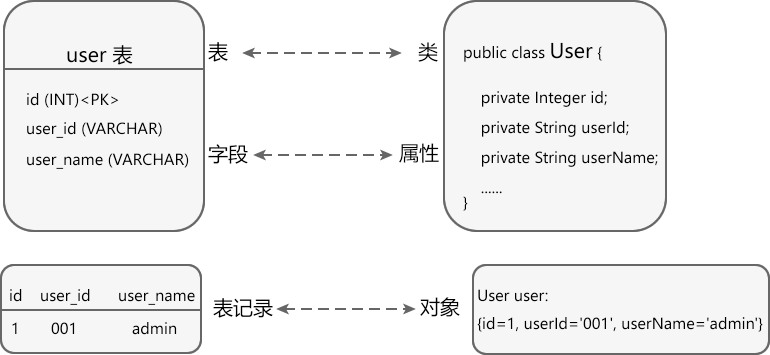 user 表
id (INT)<PK>
user_id (VARCHAR)
user_name (VARCHAR)
表
类
字段
属性
public class User {
private Integer id;
private String userId;
private String userName;
......
}
id user_id user_name
1 001 admin
表记录
对象
User user:
{id=1, userId='001', userName='admin'}